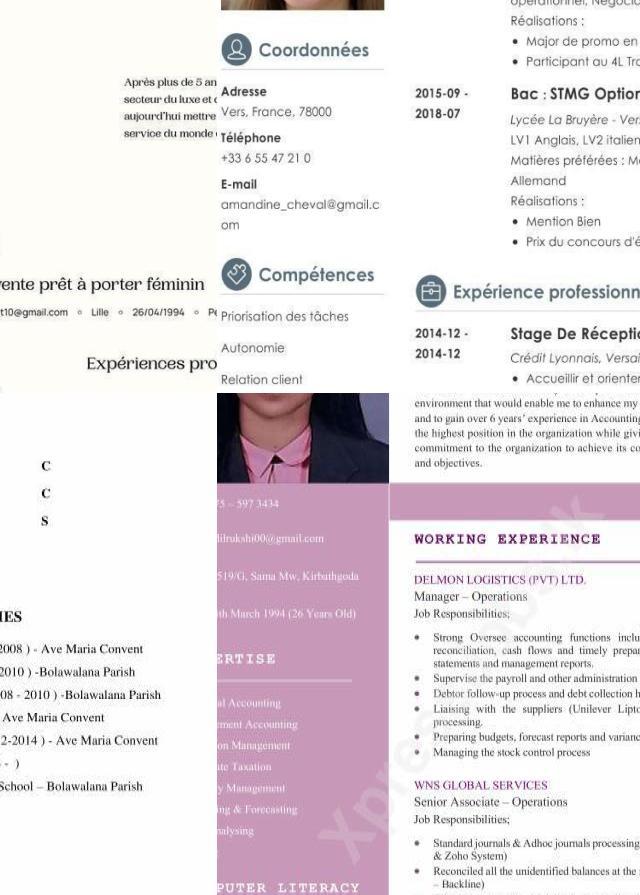 Après plus de 5 an
secteur du luxe et
aujourd'hui mettre
service du monde
vente prêt à porter féminin
t10@gmail.com ○ Lille ○ 26/04/1994 ○ Pe
Expériences pro
Coordonnées
Adresse
Vers, France, 78000
Téléphone
+33 6 55 47 21 0
E-mail
amandine_cheval@gmail.c
om
Compétences
Priorisation des tâches
Autonomie
Relation client
opérationnel, Négocia
Réalisations :
• Major de promo en
• Participant au 4L Tro
2015-09 -
2018-07
Bac : STMG Option
Lycée La Bruyère - Vers
LV1 Anglais, LV2 italien
Matières préférées : Ma
Allemand
Réalisations :
• Mention Bien
• Prix du concours d'é
Expérience professionn
2014-12 -
2014-12
Stage De Réceptio
Crédit Lyonnais, Versai
• Accueillir et orienter
C
C
S
IES
2008 ) - Ave Maria Convent
2010 ) -Bolawalana Parish
08 - 2010 ) -Bolawalana Parish
Ave Maria Convent
2-2014 ) - Ave Maria Convent
- )
School – Bolawalana Parish
5 – 597 3434
dilrukshi00@gmail.com
519/G, Sama Mw, Kirbathgoda
th March 1994 (26 Years Old)
ERTISE
al Accounting
ment Accounting
on Management
te Taxation
y Management
ing & Forecasting
nalysing
PUTER LITERACY
environment that would enable me to enhance my
and to gain over 6 years' experience in Accounting
the highest position in the organization while givi
commitment to the organization to achieve its co
and objectives.
WORKING EXPERIENCE
DELMON LOGISTICS (PVT) LTD.
Manager – Operations
Job Responsibilities;
• Strong Oversee accounting functions inclu
reconciliation, cash flows and timely prepar
statements and management reports.
• Supervise the payroll and other administration
• Debtor follow-up process and debt collection h
• Liaising with the suppliers (Unilever Lipto
processing.
• Preparing budgets, forecast reports and varianc
• Managing the stock control process
WNS GLOBAL SERVICES
Senior Associate – Operations
Job Responsibilities;
• Standard journals & Adhoc journals processing
& Zoho System)
• Reconciled all the unidentified balances at the
– Backline)